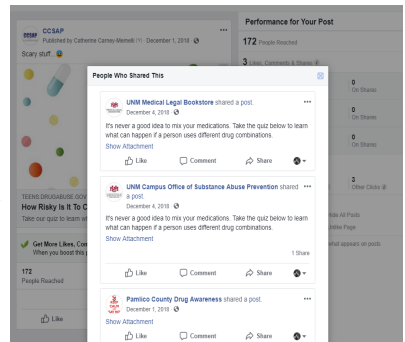 CCSAP
Published by Catherine Carney-Memelli · December 1, 2018 ·
Scary stuff...
TEENS.DRUGABUSE.GOV
How Risky Is It To C
Take our quiz to learn wh
Get More Likes, Com
When you boost this p
172
People Reached
Like
Performance for Your Post
172 People Reached
3 Likes, Comments & Shares
0
On Shares
0
On Shares
0
On Shares
3
Other Clicks
Hide All Posts
Unlike Page
what appears on posts
People Who Shared This
UNM Medical Legal Bookstore shared a post.
December 4, 2018 ·
It's never a good idea to mix your medications. Take the quiz below to learn
what can happen if a person uses different drug combinations.
Show Attachment
Like Comment Share
UNM Campus Office of Substance Abuse Prevention shared
a post.
December 4, 2018 ·
It's never a good idea to mix your medications. Take the quiz below to learn
what can happen if a person uses different drug combinations.
Show Attachment
1 Share
Like Comment Share
Pamlico County Drug Awareness shared a post.
December 1, 2018 ·
Show Attachment
Like Comment Share